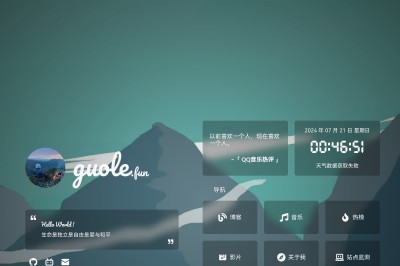 guole.fun
Hello World !
生命是独立是自由是爱与和平
以前喜欢一个人，现在喜欢一个人。
-「 QQ音乐热评 」
2024 年 07 月 21 日 星期日
00:46:51
天气数据获取失败
导航
博客
音乐
热榜
影片
关于我
站点监测